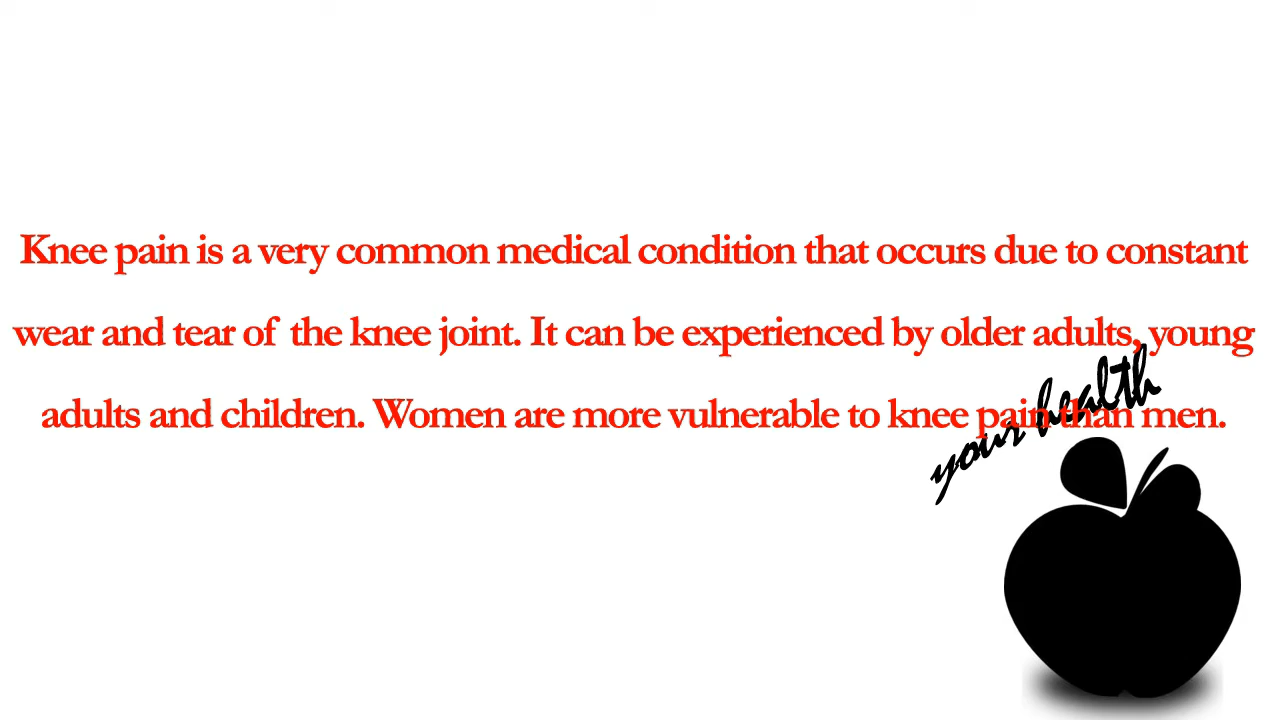 Knee pain is a very common medical condition that occurs due to constant
wear and tear of the knee joint. It can be experienced by older adults, young
adults and children. Women are more vulnerable to knee pain than men.
your health